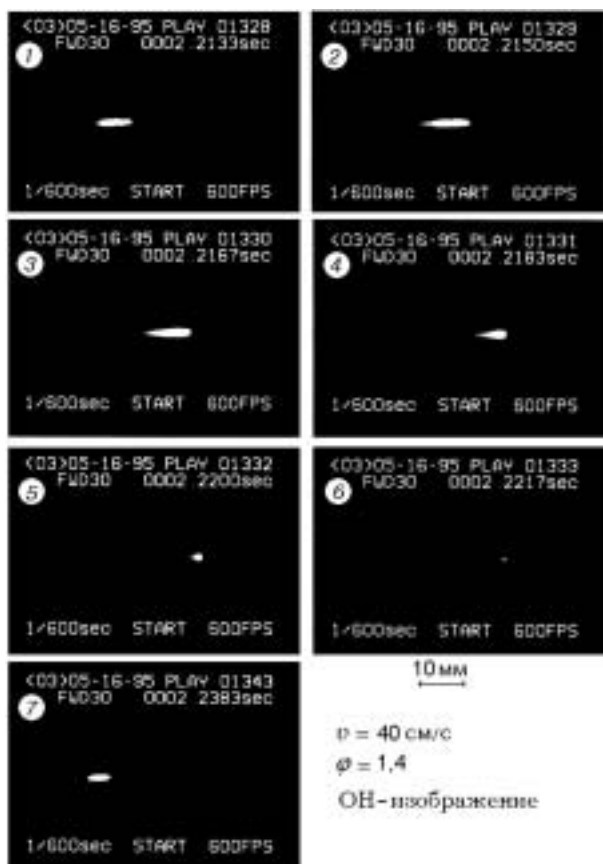 1
<03>05-16-95 PLAY 01328
FWD30 0002.2133sec
1/600sec START 600FPS
2
<03>05-16-95 PLAY 01329
FWD30 0002.2150sec
1/600sec START 600FPS
3
<03>05-16-95 PLAY 01330
FWD30 0002.2167sec
1/600sec START 600FPS
4
<03>05-16-95 PLAY 01331
FWD30 0002.2183sec
1/600sec START 600FPS
5
<03>05-16-95 PLAY 01332
FWD30 0002.2200sec
1/600sec START 600FPS
6
<03>05-16-95 PLAY 01333
FWD30 0002.2217sec
1/600sec START 600FPS
7
<03>05-16-95 PLAY 01343
FWD30 0002.2383sec
1/600sec START 600FPS
10 мм
υ = 40 см/с
φ = 1,4
OH-изображение